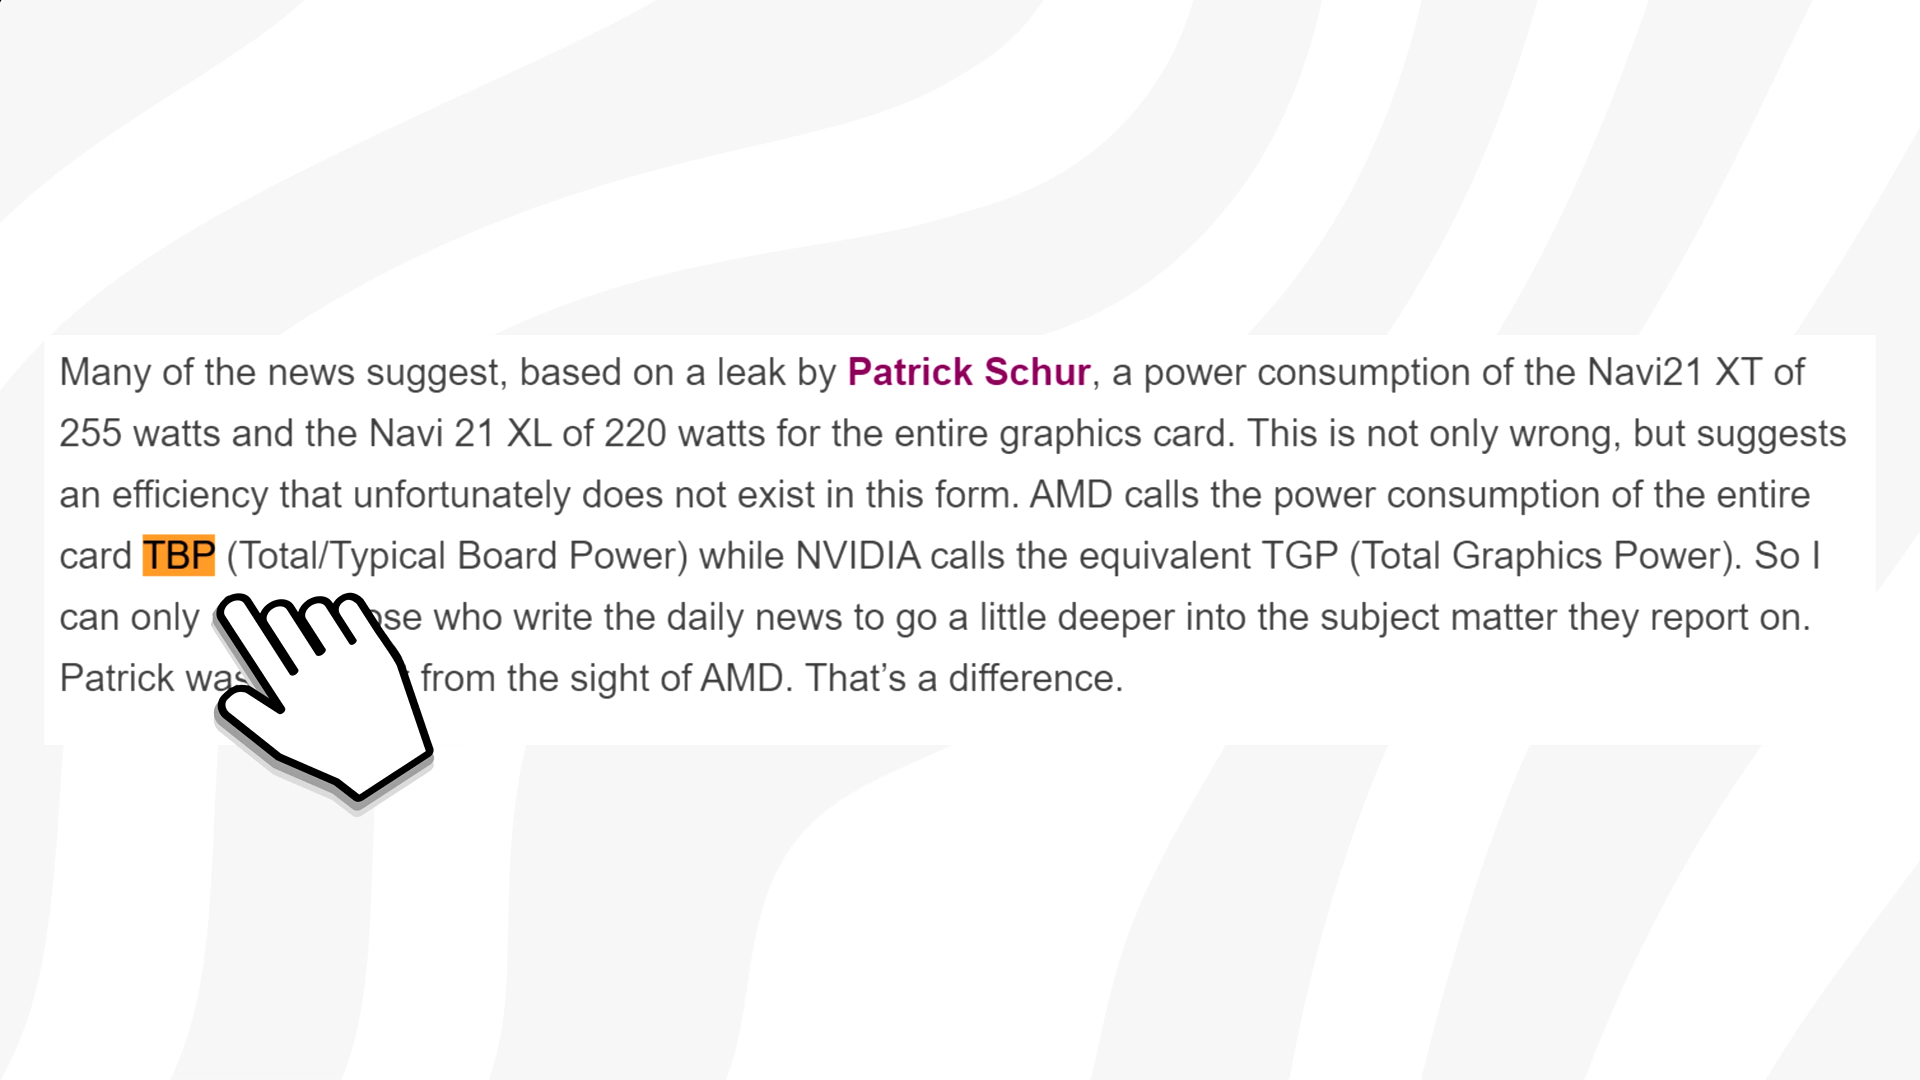 Many of the news suggest, based on a leak by Patrick Schur, a power consumption of the Navi21 XT of
255 watts and the Navi 21 XL of 220 watts for the entire graphics card. This is not only wrong, but suggests
an efficiency that unfortunately does not exist in this form. AMD calls the power consumption of the entire
card TBP (Total/Typical Board Power) while NVIDIA calls the equivalent TGP (Total Graphics Power). So I
can only who write the daily news to go a little deeper into the subject matter they report on.
Patrick was from the sight of AMD. That’s a difference.